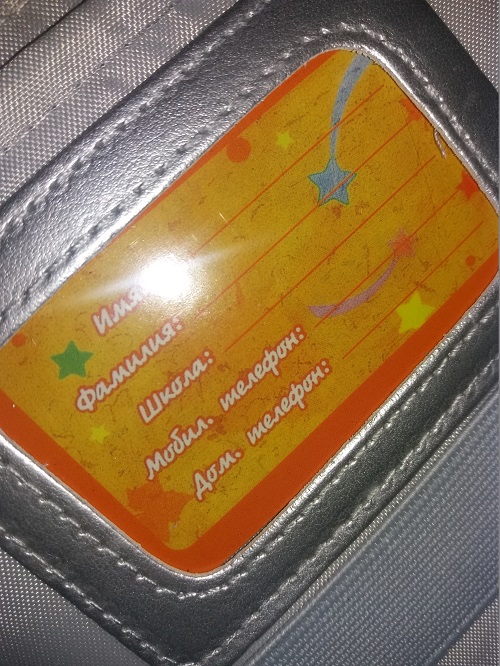 Имя
Фамилия:
Школа:
Мобил. телефон:
Дом. телефон: